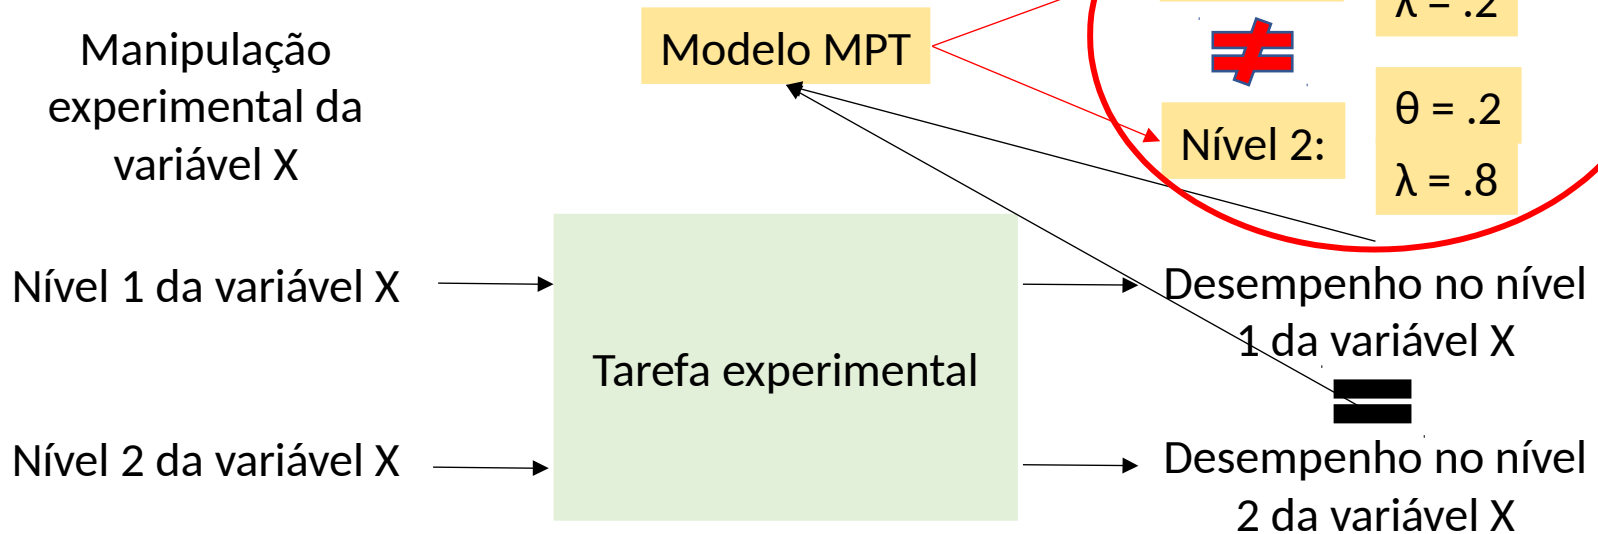 λ = .2
Manipulação
experimental da
variável X
Modelo MPT
Nível 2:
θ = .2
λ = .8
Nível 1 da variável X
Nível 2 da variável X
Tarefa experimental
Desempenho no nível
1 da variável X
Desempenho no nível
2 da variável X